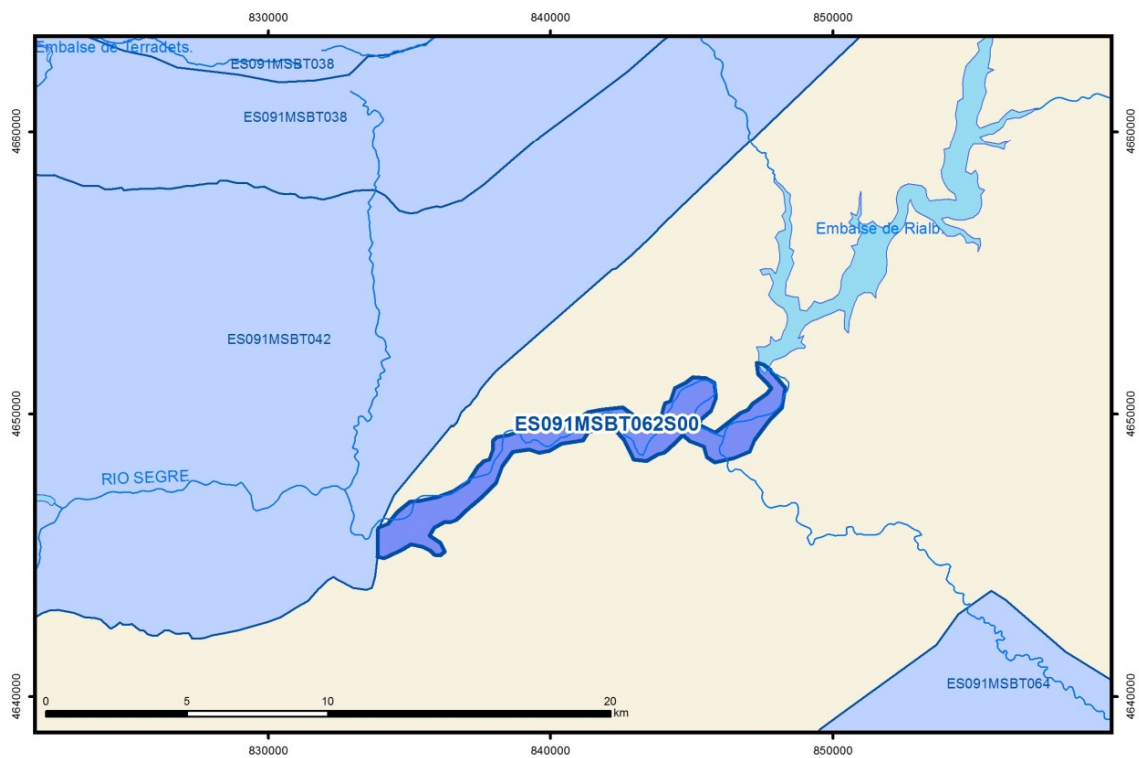 830000
840000
850000
Embalse de Terradets.
ES091MSBT038
ES091MSBT038
4660000
4660000
Embalse de Rialb.
ES091MSBT042
4650000
4650000
ES091MSBT062S00
RIO SEGRE
ES091MSBT064
4640000
4640000
0
5
10
20
km
830000
840000
850000